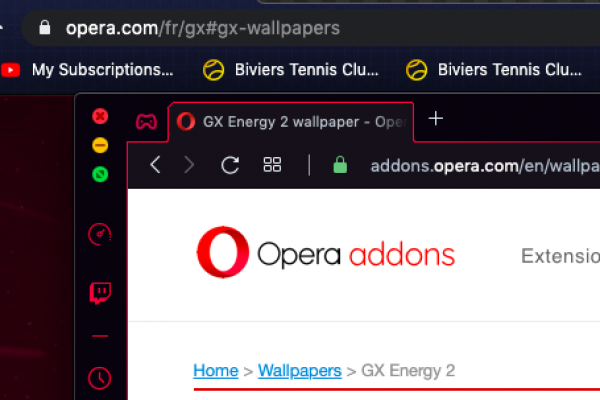 opera.com/fr/gx#gx-wallpapers
My Subscriptions... Biviers Tennis Clu... Biviers Tennis Clu...
GX Energy 2 wallpaper - Oper
addons.opera.com/en/wallpa
Opera addons Extensio
Home > Wallpapers > GX Energy 2